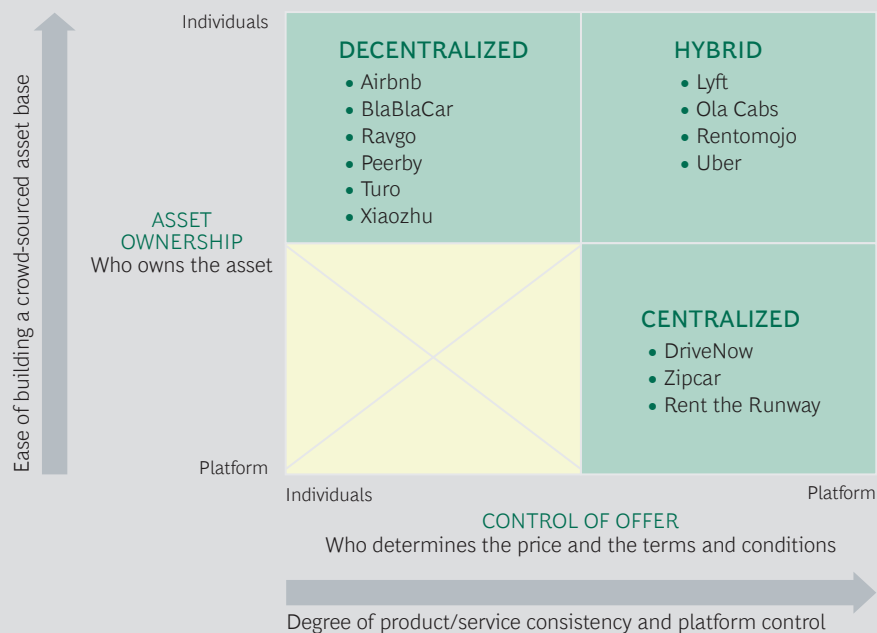 Individuals
DECENTRALIZED
• Airbnb
• BlaBlaCar
• Ravgo
• Peerby
• Turo
• Xiaozhu
HYBRID
• Lyft
• Ola Cabs
• Rentomojo
• Uber
Ease of building a crowd-sourced asset base
ASSET
OWNERSHIP
Who owns the asset
CENTRALIZED
• DriveNow
• Zipcar
• Rent the Runway
Platform
Individuals
Platform
CONTROL OF OFFER
Who determines the price and the terms and conditions
Degree of product/service consistency and platform control